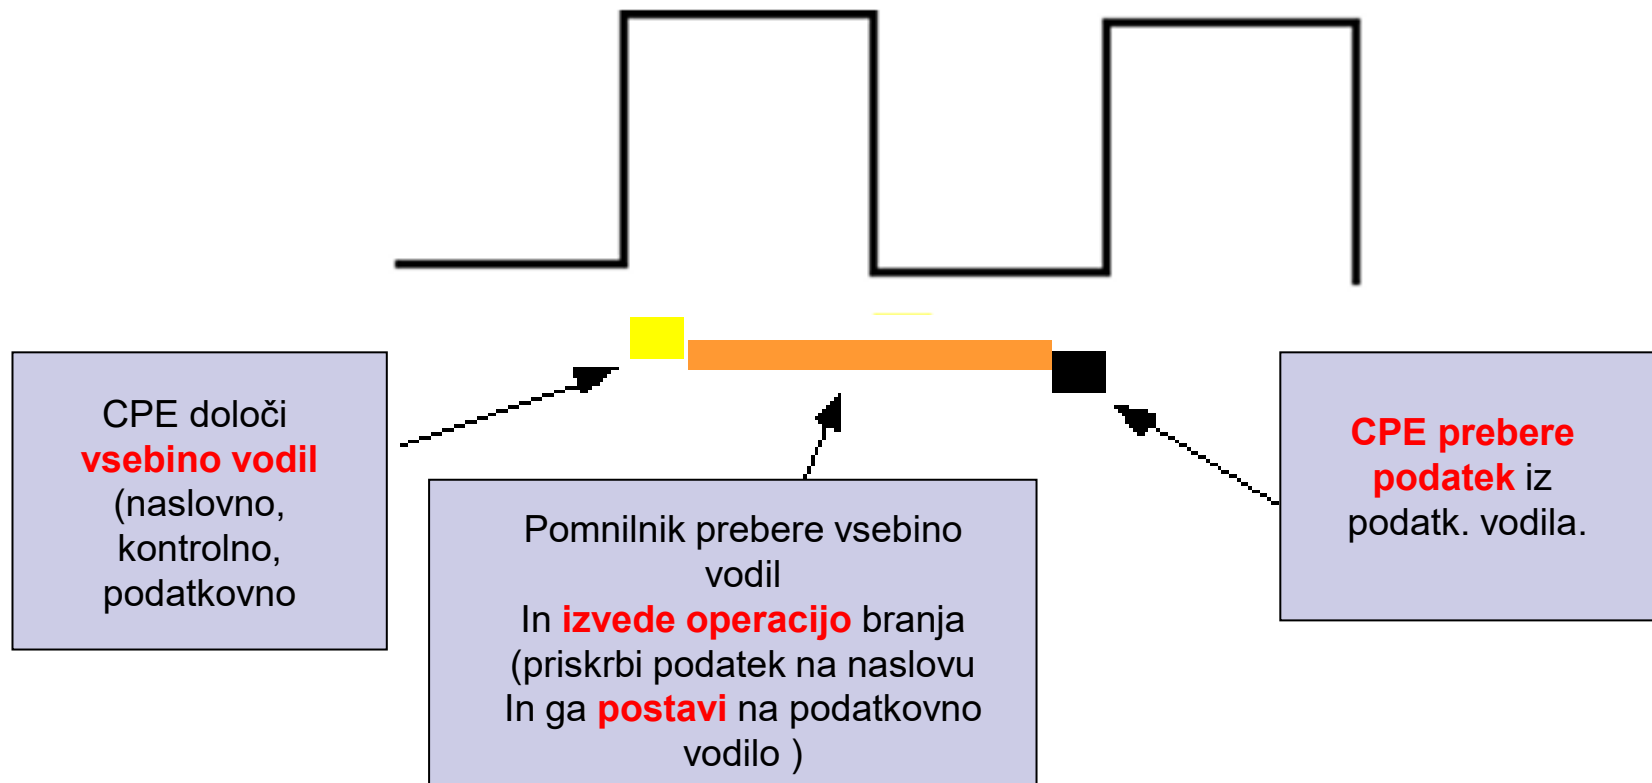 CPE določi
vsebino vodil
(naslovno,
kontrolno,
podatkovno
Pomnilnik prebere vsebino
vodil
In izvede operacijo branja
(priskrbi podatek na naslovu
In ga postavi na podatkovno
vodilo )
CPE prebere
podatek iz
podatk. vodila.